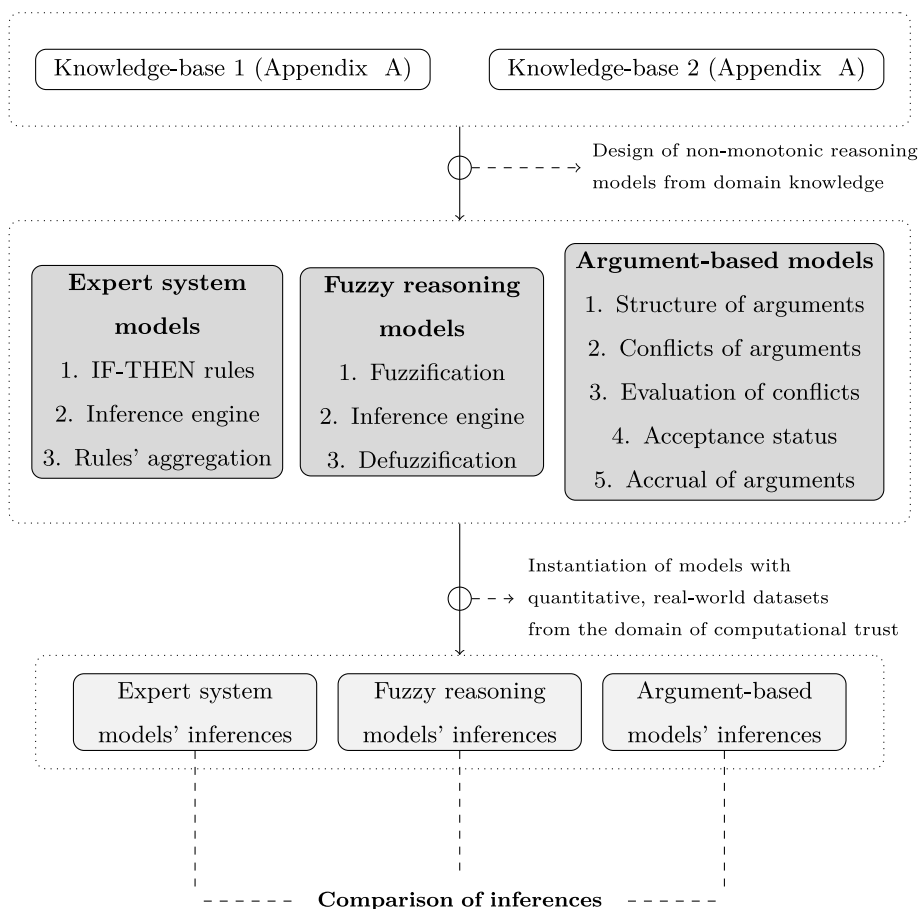 Knowledge-base 1 (Appendix A)
Knowledge-base 2 (Appendix A)
Design of non-monotonic reasoning
models from domain knowledge
Expert system
models
1. IF-THEN rules
2. Inference engine
3. Rules' aggregation
Fuzzy reasoning
models
1. Fuzzification
2. Inference engine
3. Defuzzification
Argument-based models
1. Structure of arguments
2. Conflicts of arguments
3. Evaluation of conflicts
4. Acceptance status
5. Accrual of arguments
Instantiation of models with
quantitative, real-world datasets
from the domain of computational trust
Expert system
models' inferences
Fuzzy reasoning
models' inferences
Argument-based
models' inferences
Comparison of inferences